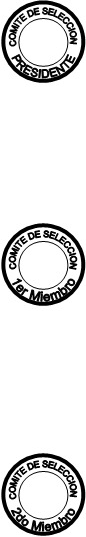 COMITE DE SELECCION
PRESIDENTE
COMITE DE SELECCION
1er Miembro
COMITE DE SELECCION
2do Miembro